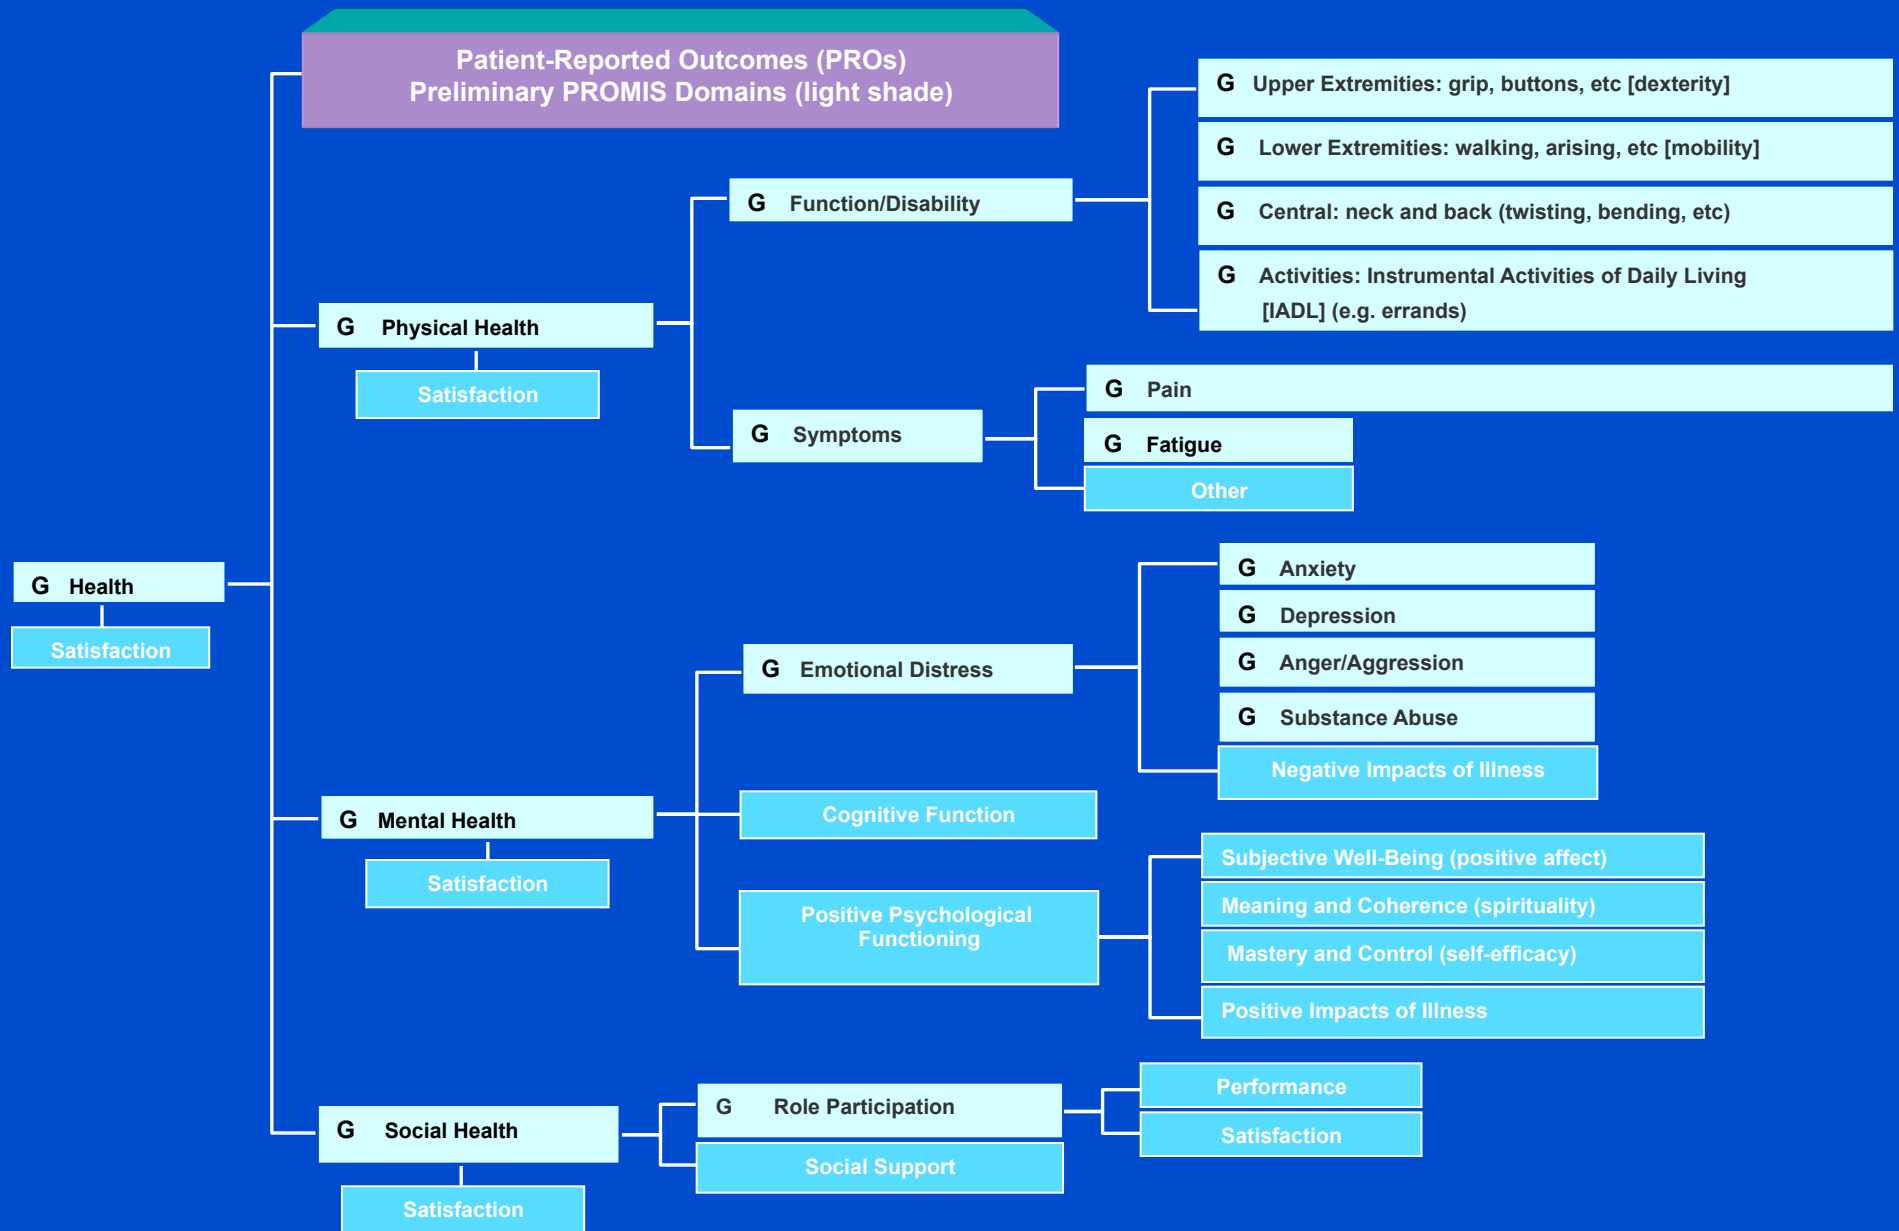 Patient-Reported Outcomes (PROs)
Preliminary PROMIS Domains (light shade)
G Upper Extremities: grip, buttons, etc [dexterity]
G Lower Extremities: walking, arising, etc [mobility]
G Function/Disability
G Central: neck and back (twisting, bending, etc)
G Activities: Instrumental Activities of Daily Living
[IADL] (e.g. errands)
G Physical Health
Satisfaction
G Symptoms
G Pain
G Fatigue
Other
G Health
Satisfaction
G Anxiety
G Depression
G Emotional Distress
G Anger/Aggression
G Substance Abuse
Negative Impacts of Illness
G Mental Health
Satisfaction
Cognitive Function
Positive Psychological
Functioning
Subjective Well-Being (positive affect)
Meaning and Coherence (spirituality)
Mastery and Control (self-efficacy)
Positive Impacts of Illness
G Social Health
Satisfaction
G Role Participation
Social Support
Performance
Satisfaction